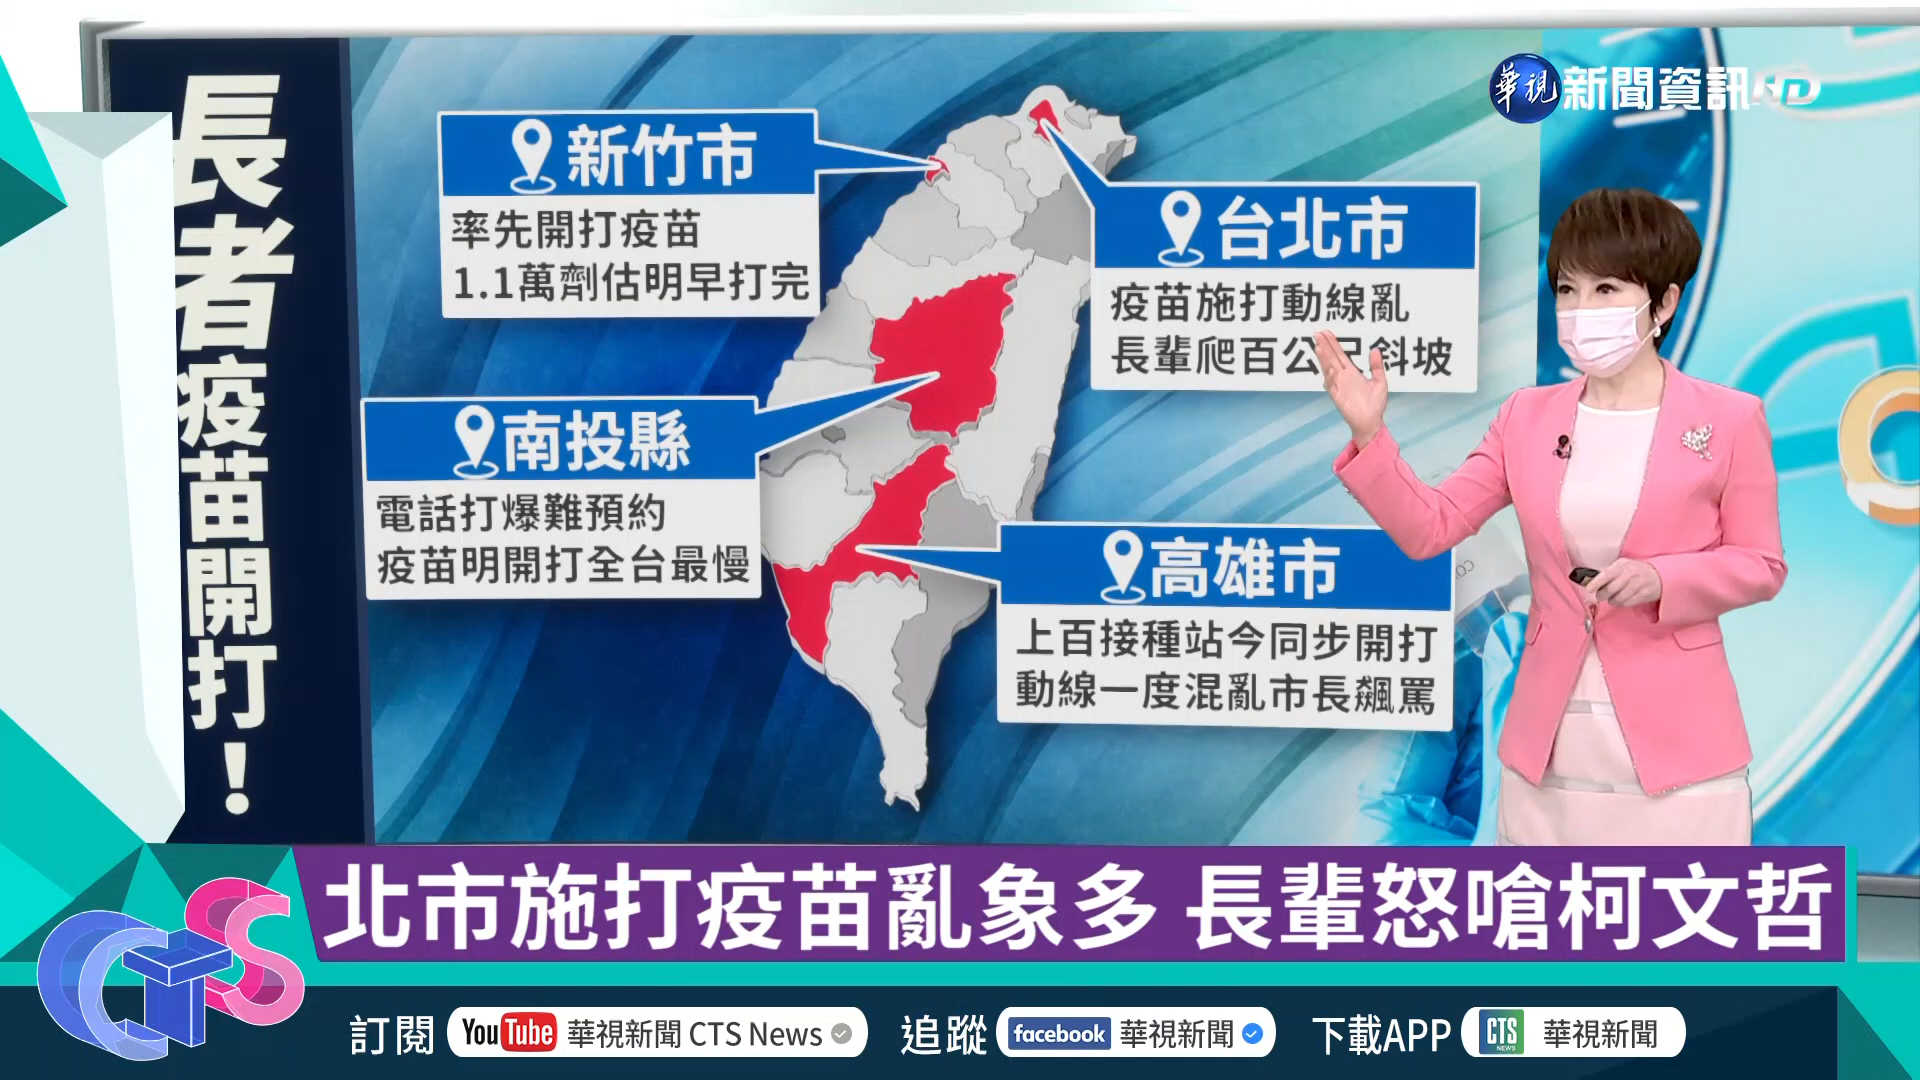 長者疫苗開打！
新竹市
率先開打疫苗
1.1萬劑估明早打完
台北市
疫苗施打動線亂
長輩爬百公尺斜坡
南投縣
電話打爆難預約
疫苗明開打全台最慢
高雄市
上百接種站今同步開打
動線一度混亂市長飆罵
華視新聞資訊HD
北市施打疫苗亂象多 長輩怒嗆柯文哲
CTS
訂閱 YouTube 華視新聞 CTS News 追蹤 facebook 華視新聞 下載APP CTS NEWS 華視新聞